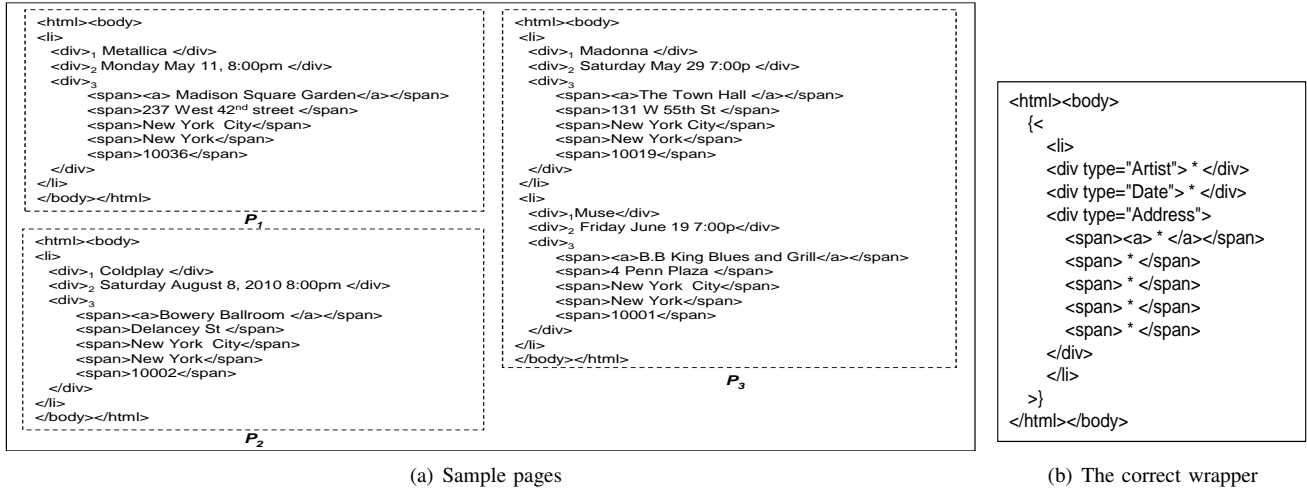 <html><body>
<li>
<div>1 Metallica </div>
<div>2 Monday May 11, 8:00pm </div>
<div>3
<span><a> Madison Square Garden</a></span>
<span>237 West 42nd street </span>
<span>New York  City</span>
<span>New York</span>
<span>10036</span>
</div>
</li>
</body></html>
P1
<html><body>
<li>
<div>1 Coldplay </div>
<div>2 Saturday August 8, 2010 8:00pm </div>
<div>3
<span><a>Bowery Ballroom </a></span>
<span>Delancey St </span>
<span>New York  City</span>
<span>New York</span>
<span>10002</span>
</div>
</li>
</body></html>
P2
<html><body>
<li>
<div>1 Madonna </div>
<div>2 Saturday May 29 7:00p </div>
<div>3
<span><a>The Town Hall </a></span>
<span>131 W 55th St </span>
<span>New York City</span>
<span>New York</span>
<span>10019</span>
</div>
</li>
<li>
<div>1Muse</div>
<div>2 Friday June 19 7:00p</div>
<div>3
<span><a>B.B King Blues and Grill</a></span>
<span>4 Penn Plaza </span>
<span>New York  City</span>
<span>New York</span>
<span>10001</span>
</div>
</li>
</body></html>
P3
(a) Sample pages
<html><body>
{<
<li>
<div type="Artist"> * </div>
<div type="Date"> * </div>
<div type="Address">
<span><a> * </a></span>
<span> * </span>
<span> * </span>
<span> * </span>
<span> * </span>
</div>
</li>
>}
</html></body>
(b) The correct wrapper